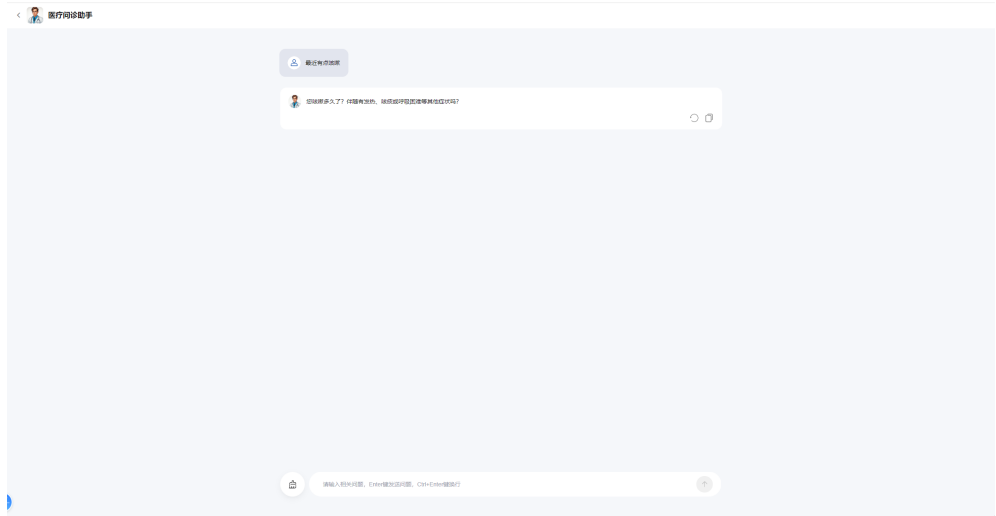 医疗问诊助手
最近有点咳嗽
您咳嗽多久了？伴随有发热、咳痰或呼吸困难等其他症状吗？
请输入相关问题，Enter键发送问题，Ctrl+Enter键换行